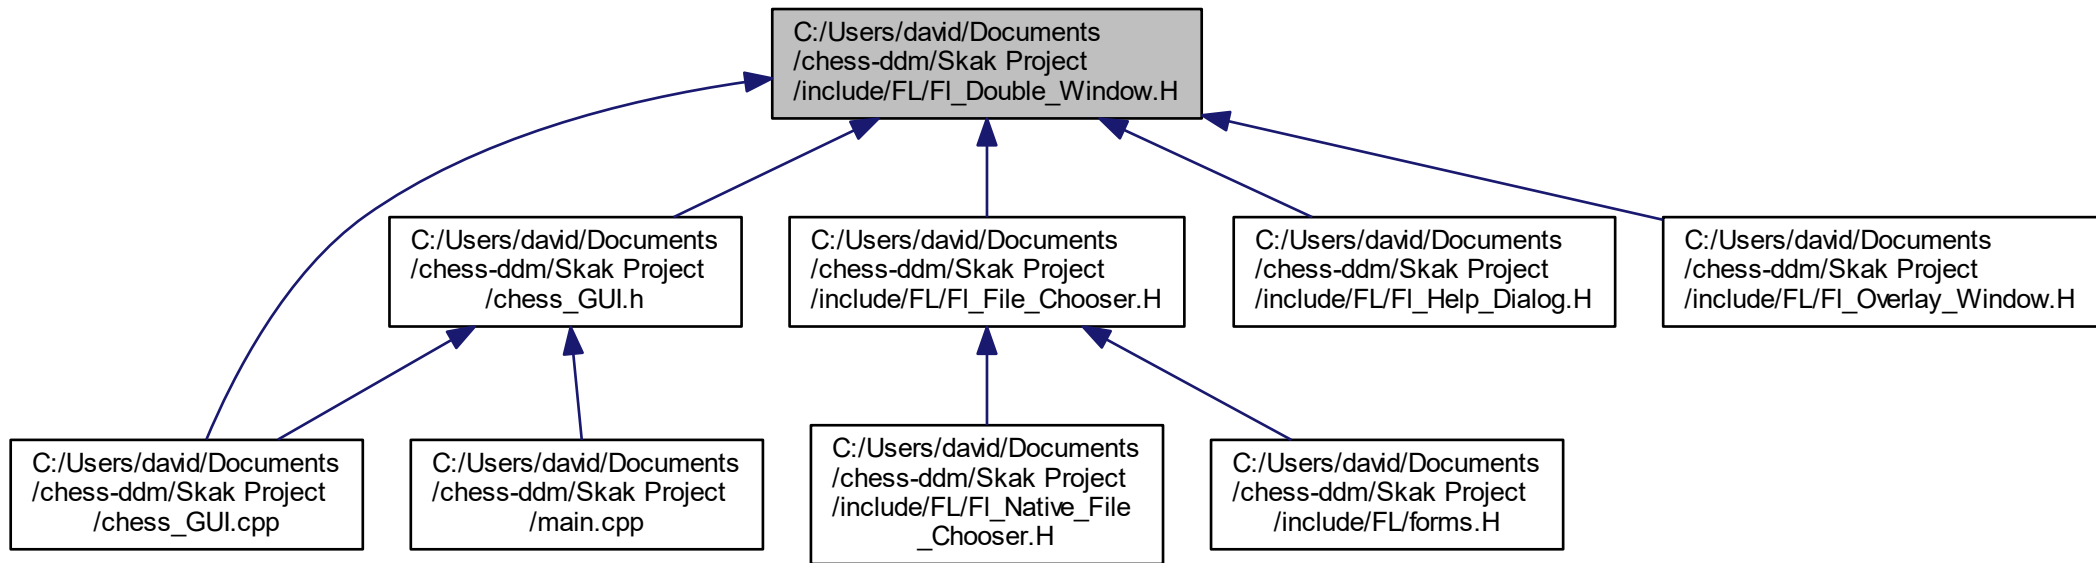 C:/Users/david/Documents
/chess-ddm/Skak Project
/include/FL/Fl_Double_Window.H
C:/Users/david/Documents
/chess-ddm/Skak Project
/chess_GUI.h
C:/Users/david/Documents
/chess-ddm/Skak Project
/include/FL/Fl_File_Chooser.H
C:/Users/david/Documents
/chess-ddm/Skak Project
/include/FL/Fl_Help_Dialog.H
C:/Users/david/Documents
/chess-ddm/Skak Project
/include/FL/Fl_Overlay_Window.H
C:/Users/david/Documents
/chess-ddm/Skak Project
/chess_GUI.cpp
C:/Users/david/Documents
/chess-ddm/Skak Project
/main.cpp
C:/Users/david/Documents
/chess-ddm/Skak Project
/include/FL/Fl_Native_File
_Chooser.H
C:/Users/david/Documents
/chess-ddm/Skak Project
/include/FL/forms.H